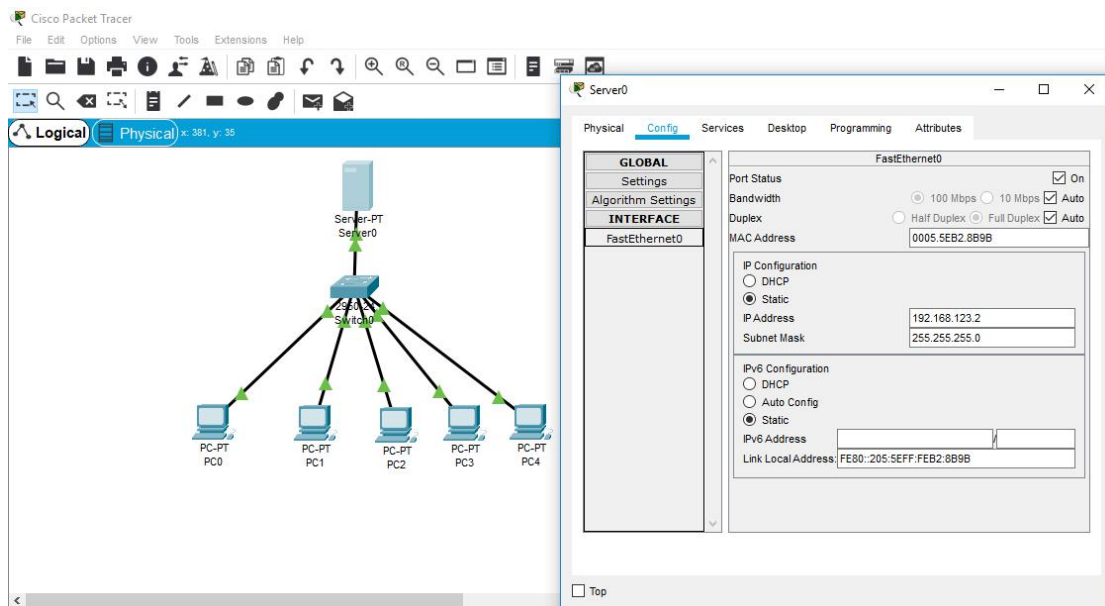 Cisco Packet Tracer
File Edit Options View Tools Extensions Help
Logical Physical x: 381, y: 35
Server-PT
Server0
2960-24
Switch0
PC-PT
PC0
PC-PT
PC1
PC-PT
PC2
PC-PT
PC3
PC-PT
PC4
Server0
Physical Config Services Desktop Programming Attributes
GLOBAL
Settings
Algorithm Settings
INTERFACE
FastEthernet0
FastEthernet0
Port Status On
Bandwidth 100 Mbps 10 Mbps Auto
Duplex Half Duplex Full Duplex Auto
MAC Address 0005.5EB2.8B9B
IP Configuration
DHCP
Static
IP Address 192.168.123.2
Subnet Mask 255.255.255.0
IPv6 Configuration
DHCP
Auto Config
Static
IPv6 Address /
Link Local Address: FE80::205:5EFF:FEB2:8B9B
Top